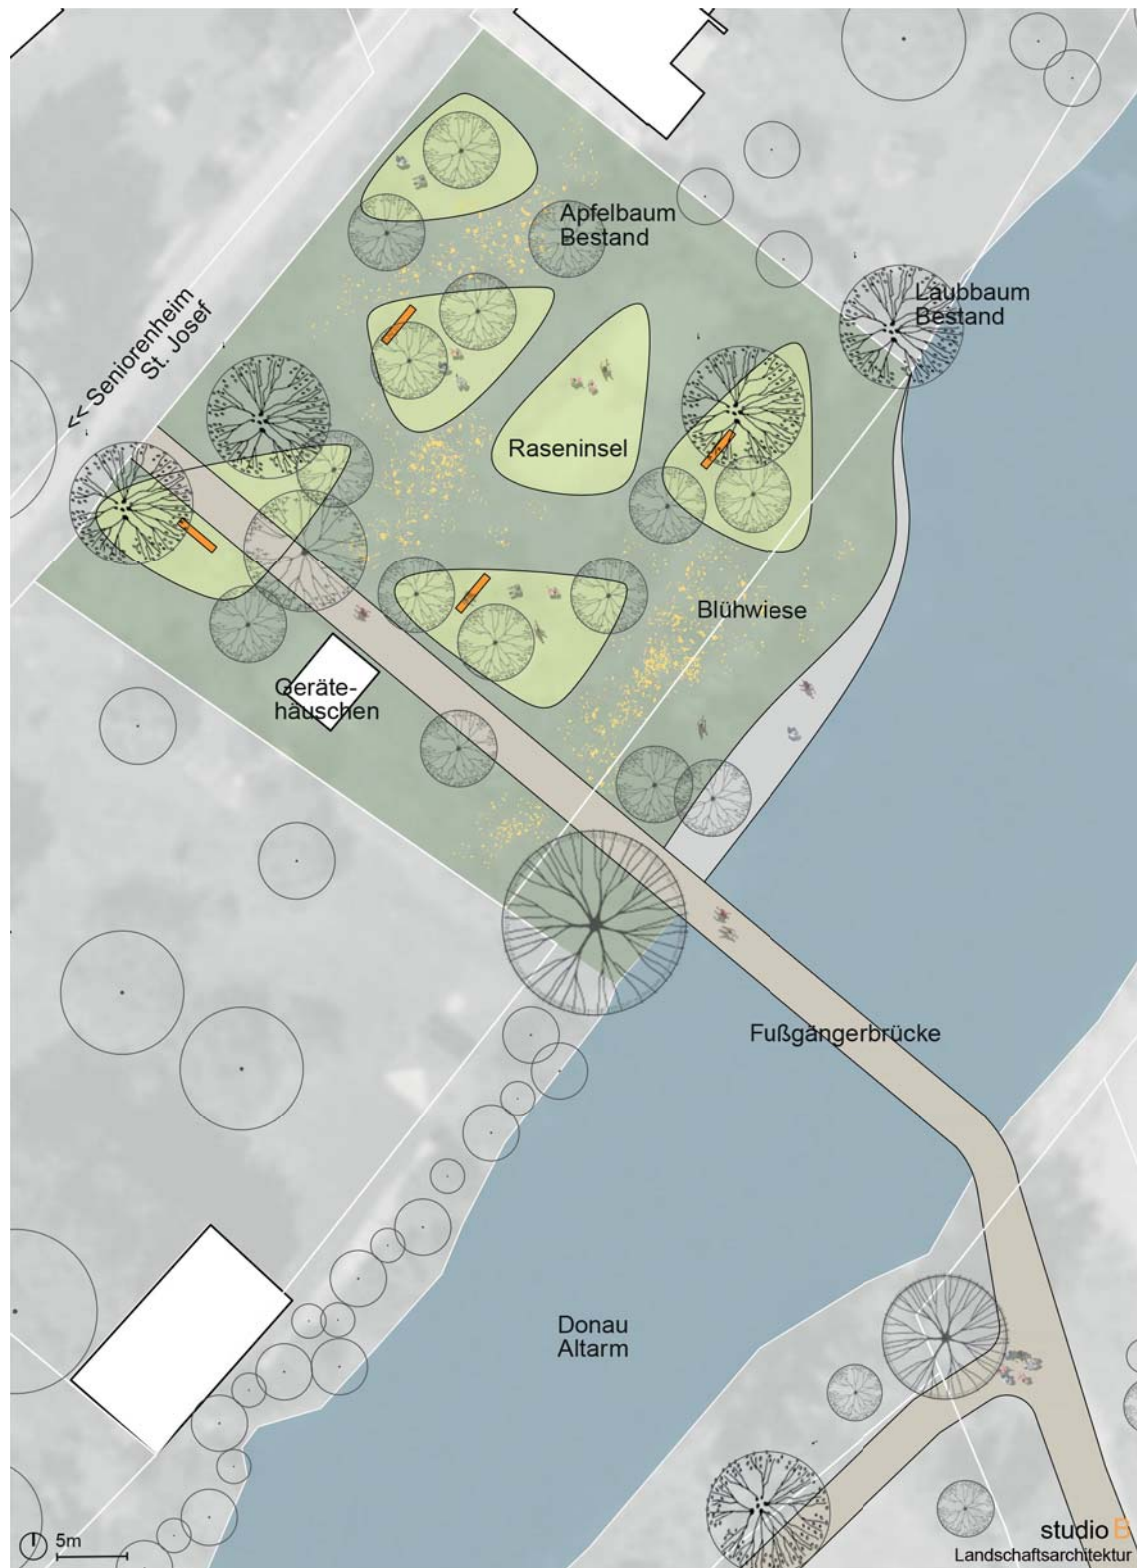 Apfelbaum
Bestand
Laubbaum
Bestand
<< Seniorenheim
St. Josef
Raseninsel
Blühwiese
Geräte-
häuschen
Fußgängerbrücke
Donau
Altarm
5m
studio B
Landschaftsarchitektur